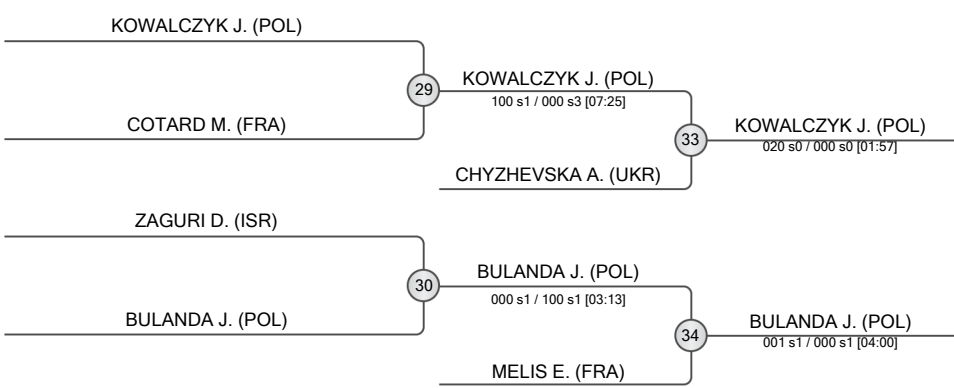 KOWALCZYK J. (POL)
29
KOWALCZYK J. (POL)
100 s1 / 000 s3 [07:25]
COTARD M. (FRA)
33
KOWALCZYK J. (POL)
020 s0 / 000 s0 [01:57]
CHYZHEVSKA A. (UKR)
ZAGURI D. (ISR)
30
BULANDA J. (POL)
000 s1 / 100 s1 [03:13]
BULANDA J. (POL)
34
BULANDA J. (POL)
001 s1 / 000 s1 [04:00]
MELIS E. (FRA)